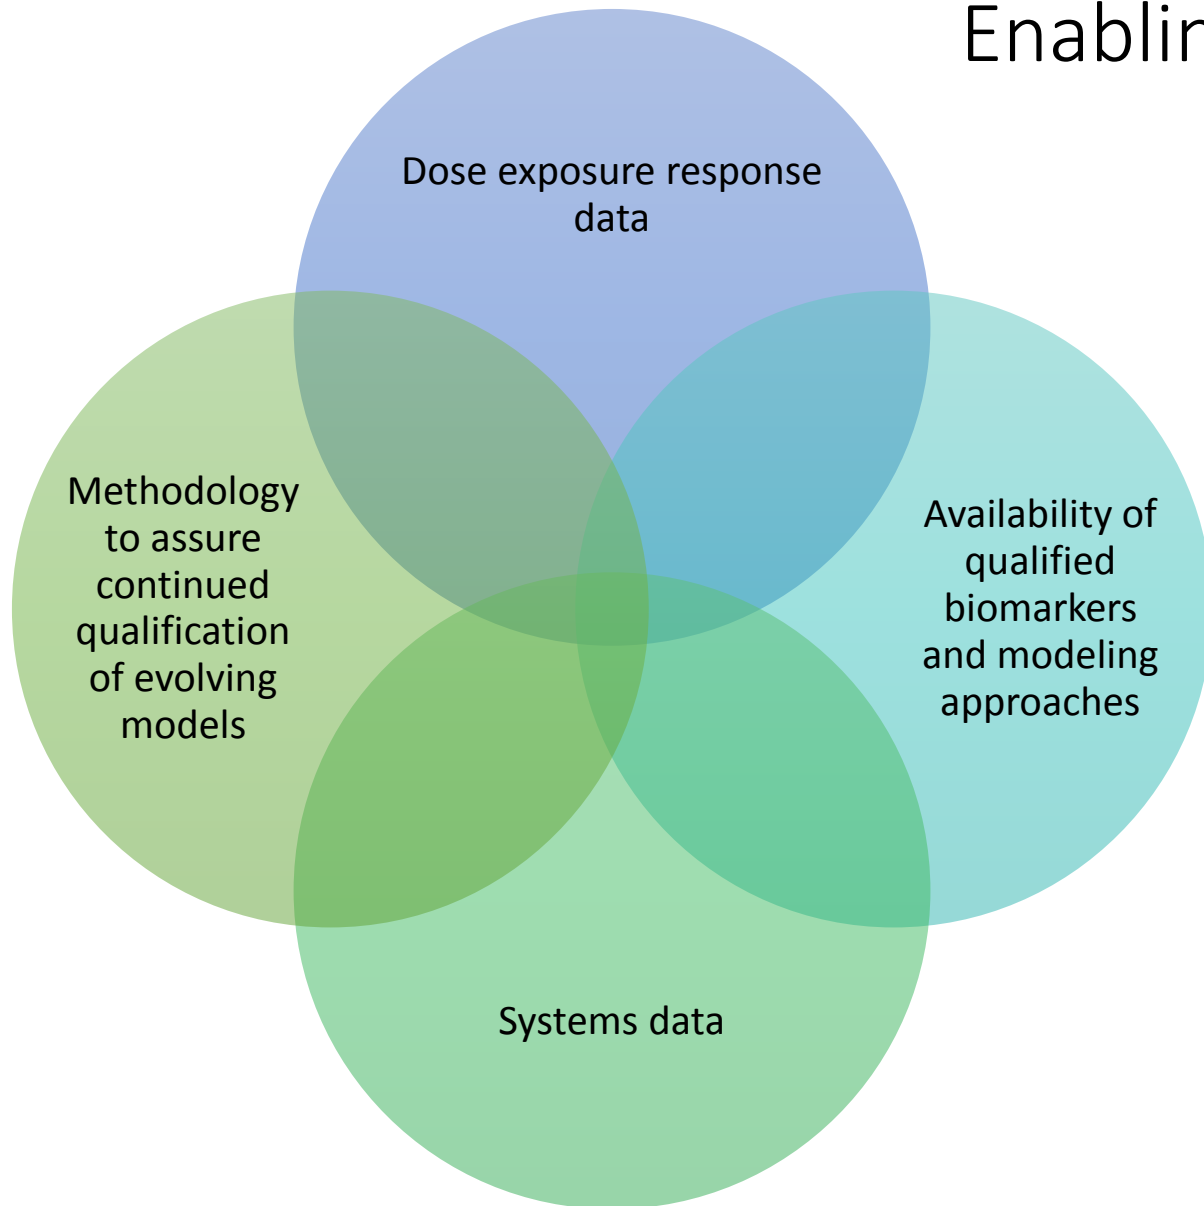 Enablin
Dose exposure response
data
Methodology
to assure
continued
qualification
of evolving
models
Availability of
qualified
biomarkers
and modeling
approaches
Systems data